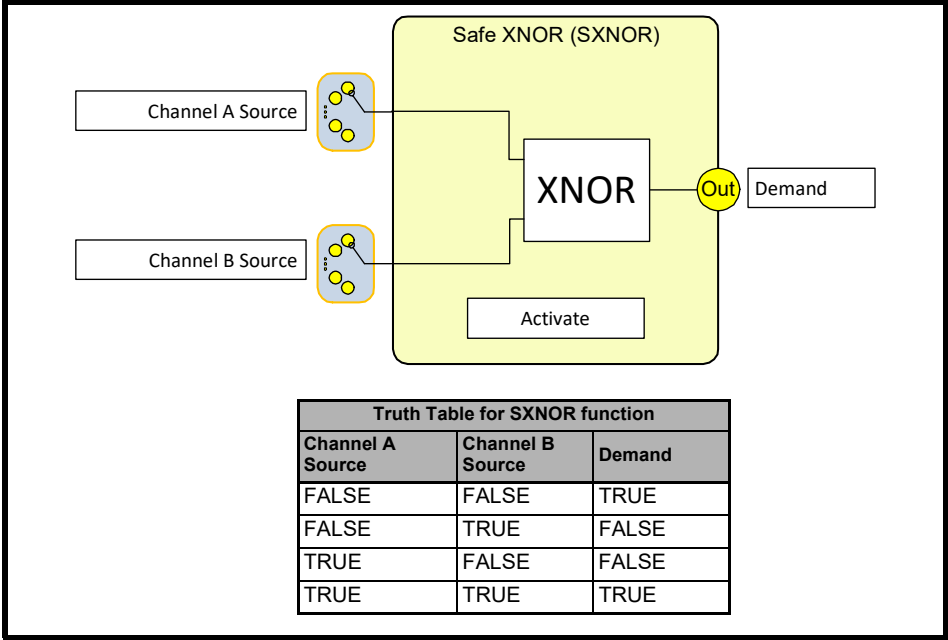 Safe XNOR (SXNOR)
Channel A Source
XNOR
Out
Demand
Channel B Source
Activate
Truth Table for SXNOR function
Channel A Source
Channel B Source
Demand
FALSE FALSE TRUE
FALSE TRUE FALSE
TRUE FALSE FALSE
TRUE TRUE TRUE